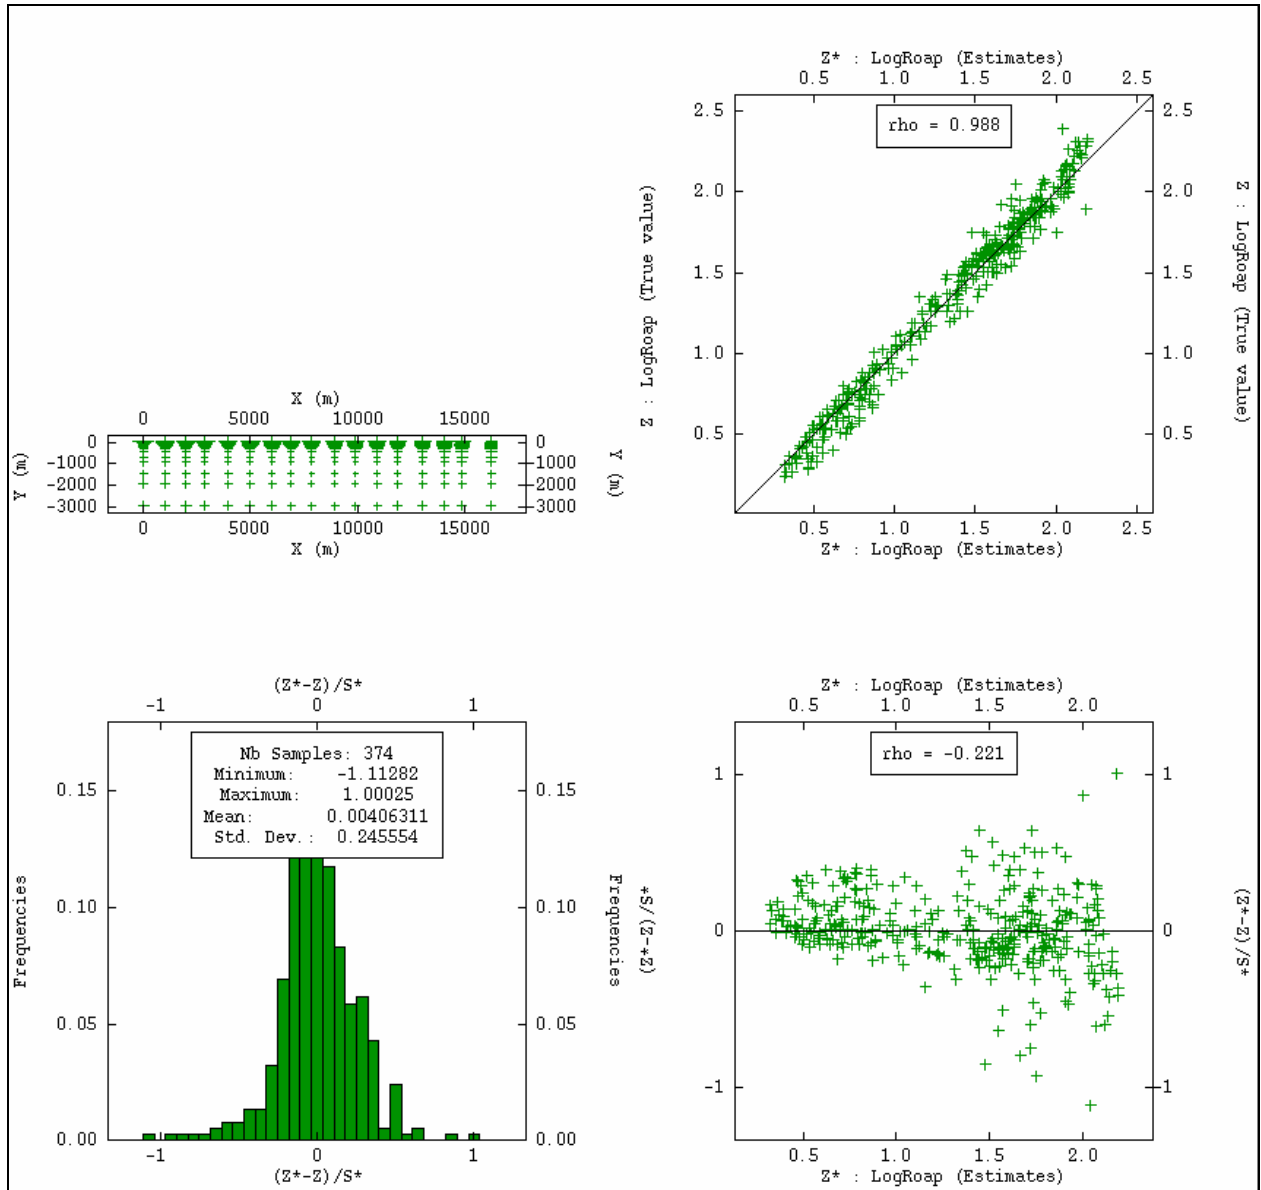 Z* : LogRoap (Estimates)
0.5 1.0 1.5 2.0 2.5
rho = 0.988
2.5 2.5
2.0 2.0
1.5 1.5
1.0 1.0
0.5 0.5
Z : LogRoap (True value)
Z : LogRoap (True value)
0.5 1.0 1.5 2.0 2.5
Z* : LogRoap (Estimates)
X (m)
0 5000 10000 15000
0 0
-1000 -1000
-2000 -2000
-3000 -3000
Y (m)
Y (m)
0 5000 10000 15000
X (m)
(Z*-Z)/S*
-1 0 1
Nb Samples: 374
Minimum: -1.11282
Maximum: 1.00025
Mean: 0.00406311
Std. Dev.: 0.245554
0.15 0.15
0.10 0.10
0.05 0.05
0.00 0.00
Frequencies
Frequencies
-1 0 1
(Z*-Z)/S*
Z* : LogRoap (Estimates)
0.5 1.0 1.5 2.0
rho = -0.221
1 1
0 0
-1 -1
(Z*-Z)/S*
(Z*-Z)/S*
0.5 1.0 1.5 2.0
Z* : LogRoap (Estimates)